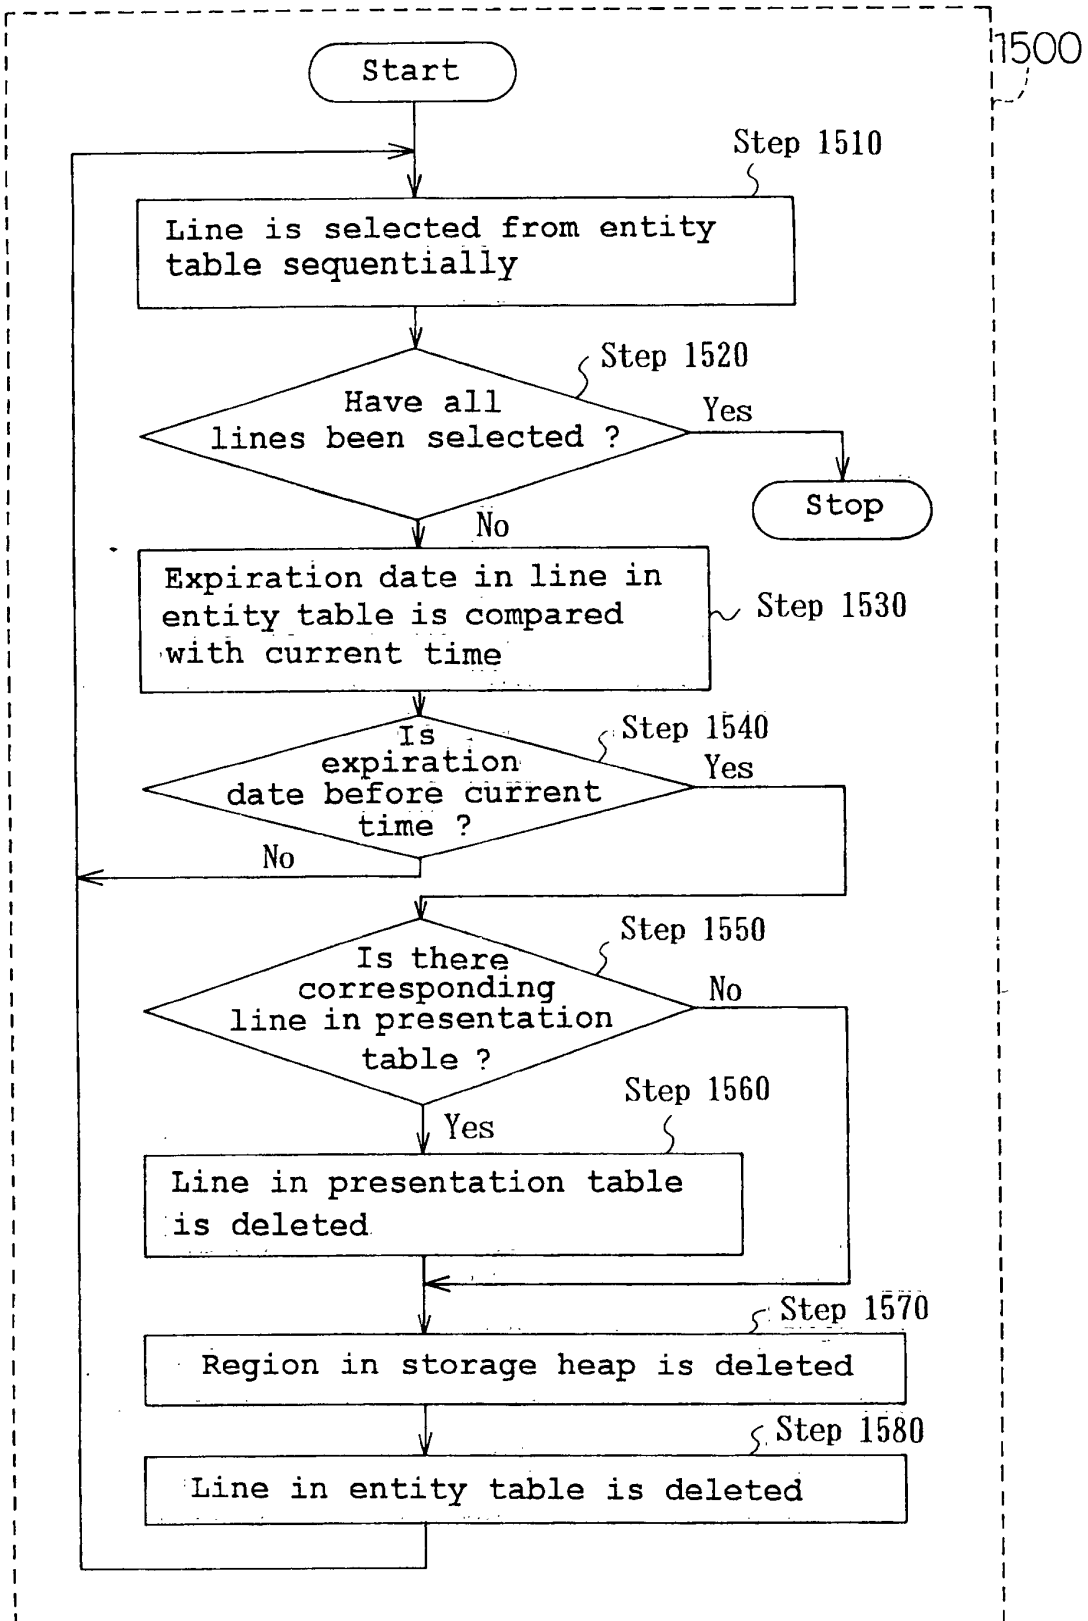 1500
Start
Step 1510
Line is selected from entity
table sequentially
Step 1520
Have all
lines been selected ?
Yes
Stop
No
Expiration date in line in
entity table is compared
with current time
Step 1530
Step 1540
Is
expiration
date before current
time ?
Yes
No
Step 1550
Is there
corresponding
line in presentation
table ?
No
Step 1560
Yes
Line in presentation table
is deleted
Step 1570
Region in storage heap is deleted
Step 1580
Line in entity table is deleted